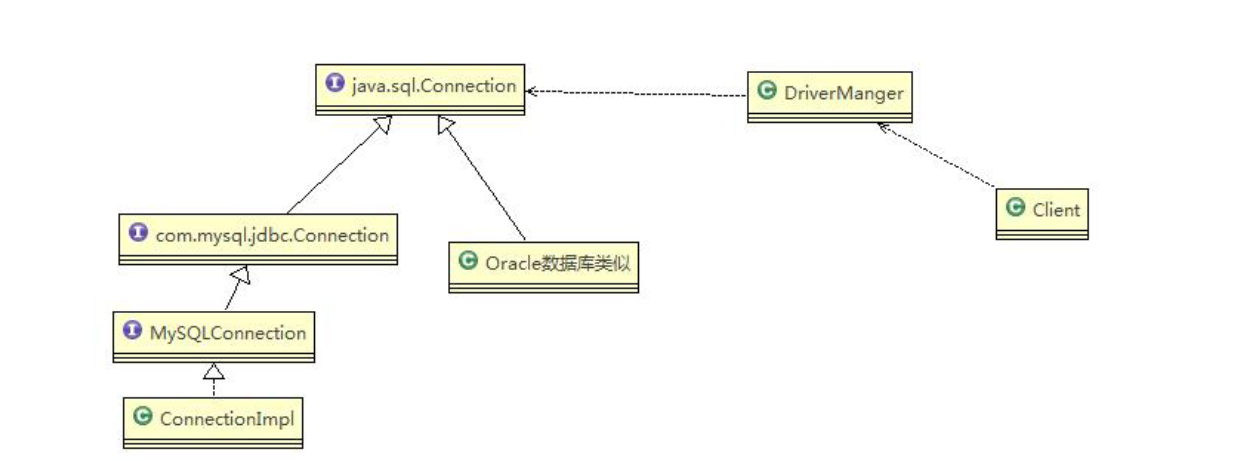 java.sql.Connection
DriverManger
Client
com.mysql.jdbc.Connection
Oracle数据库类似
MySQLConnection
ConnectionImpl